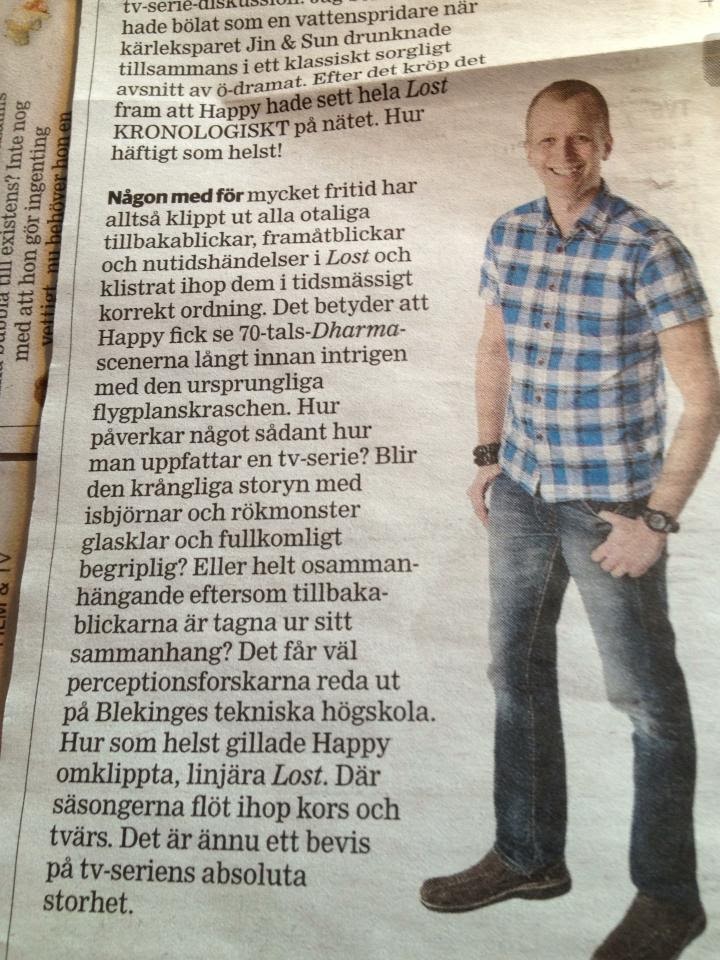 tv-serie-diskussion.
hade bölat som en vattenspridare när
kärleksparet Jin & Sun drunknade
tillsammans i ett klassiskt sorgligt
avsnitt av ö-dramat. Efter det kröp det
fram att Happy hade sett hela Lost
KRONOLOGISKT på nätet. Hur
häftigt som helst!
Någon med för mycket fritid har
alltså klippt ut alla otaliga
tillbakablickar, framåtblickar
och nutidshändelser i Lost och
klistrat ihop dem i tidsmässigt
korrekt ordning. Det betyder att
Happy fick se 70-tals-Dharma-
scenerna långt innan intrigen
med den ursprungliga
flygplanskraschen. Hur
påverkar något sådant hur
man uppfattar en tv-serie? Blir
den krångliga storyn med
isbjörnar och rökmonster
glasklar och fullkomligt
begriplig? Eller helt osamman-
hängande eftersom tillbaka-
blickarna är tagna ur sitt
sammanhang? Det får väl
perceptionsforskarna reda ut
på Blekinges tekniska högskola.
Hur som helst gillade Happy
omklippta, linjära Lost. Där
säsongerna flöt ihop kors och
tvärs. Det är ännu ett bevis
på tv-seriens absoluta
storhet.
till existens? Inte nog
med att hon gör ingenting
vettigt, nu behöver hon en
& TV